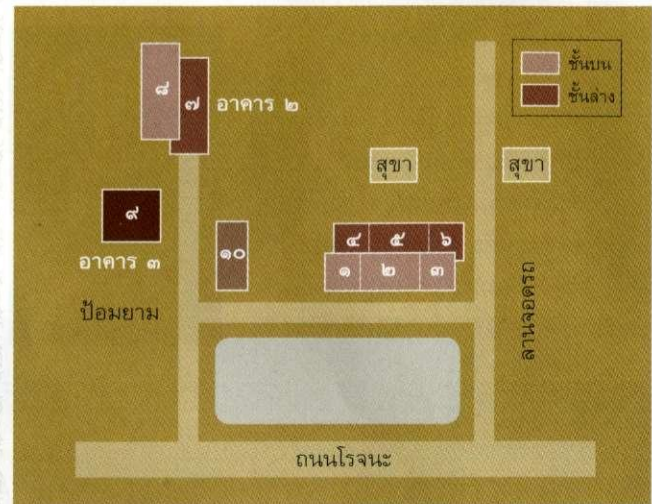 ชั้นบน
ชั้นล่าง
๘
๗ อาคาร ๒
สุขา
สุขา
๙
อาคาร ๓
๑๐
๔ ๕ ๖
๑ ๒ ๓
ป้อมยาม
ลานจอดรถ
ถนนโรจนะ